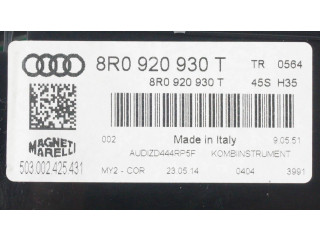 8R0 920 930 T TR 0564
8R0 920 930 T 45S H35
002 Made in Italy 9.05.51
MAGNETI MARELLI
AUDIZD444RP5F KOMBIINSTRUMENT
503.002.425.431
MY2 - COR 23.05.14 0404 3991